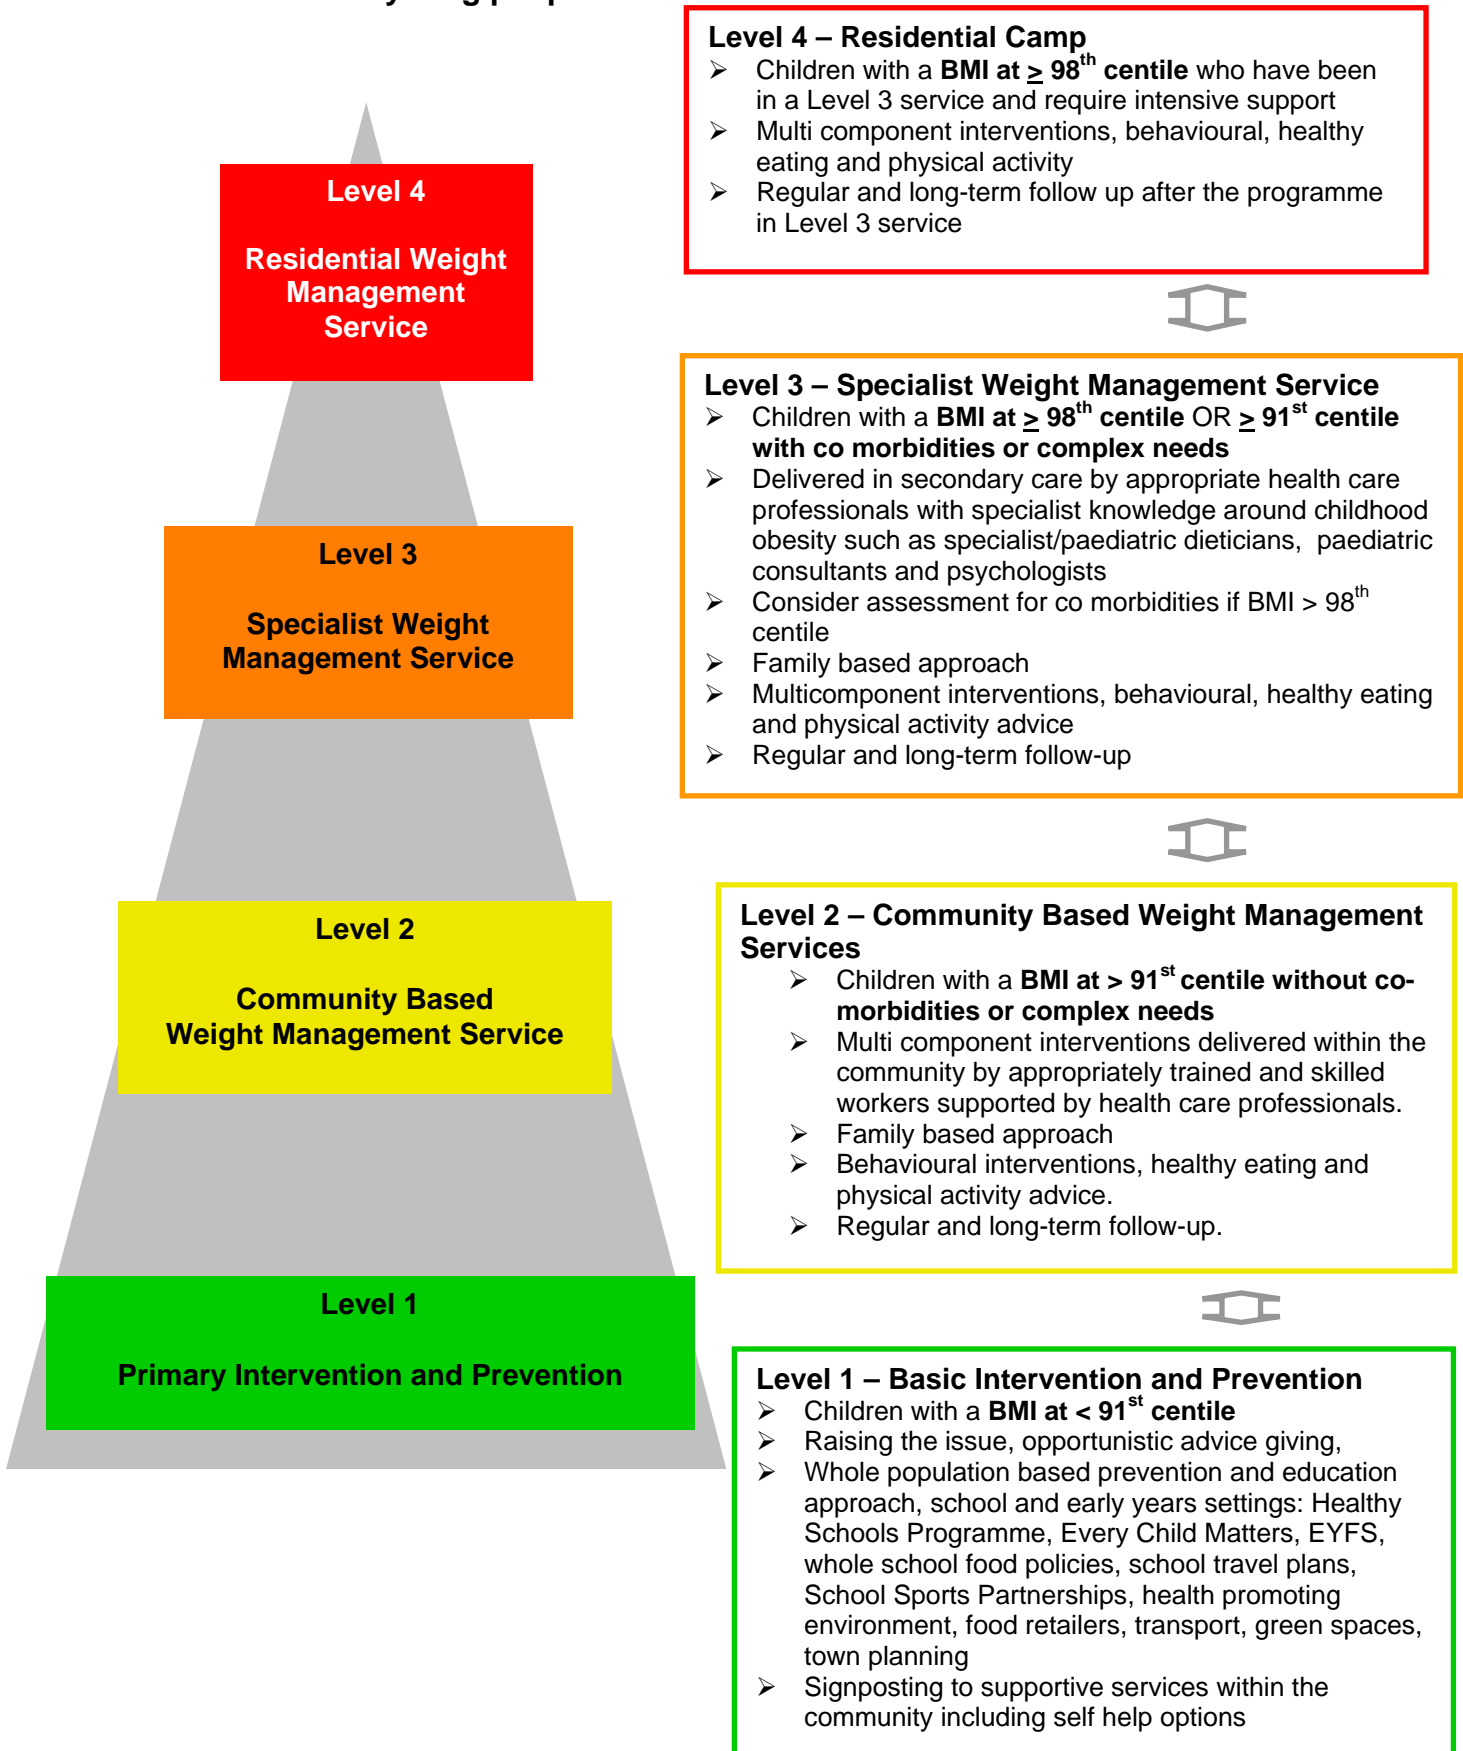 Level 4 – Residential Camp
➢ Children with a BMI at ≥ 98th centile who have been
in a Level 3 service and require intensive support
➢ Multi component interventions, behavioural, healthy
eating and physical activity
➢ Regular and long-term follow up after the programme
in Level 3 service
Level 4
Residential Weight
Management
Service
Level 3 – Specialist Weight Management Service
➢ Children with a BMI at ≥ 98th centile OR ≥ 91st centile
with co morbidities or complex needs
➢ Delivered in secondary care by appropriate health care
professionals with specialist knowledge around childhood
obesity such as specialist/paediatric dieticians, paediatric
consultants and psychologists
➢ Consider assessment for co morbidities if BMI > 98th
centile
➢ Family based approach
➢ Multicomponent interventions, behavioural, healthy eating
and physical activity advice
➢ Regular and long-term follow-up
Level 3
Specialist Weight
Management Service
Level 2 – Community Based Weight Management
Services
➢ Children with a BMI at > 91st centile without co-
morbidities or complex needs
➢ Multi component interventions delivered within the
community by appropriately trained and skilled
workers supported by health care professionals.
➢ Family based approach
➢ Behavioural interventions, healthy eating and
physical activity advice.
➢ Regular and long-term follow-up.
Level 2
Community Based
Weight Management Service
Level 1
Primary Intervention and Prevention
Level 1 – Basic Intervention and Prevention
➢ Children with a BMI at < 91st centile
➢ Raising the issue, opportunistic advice giving,
➢ Whole population based prevention and education
approach, school and early years settings: Healthy
Schools Programme, Every Child Matters, EYFS,
whole school food policies, school travel plans,
School Sports Partnerships, health promoting
environment, food retailers, transport, green spaces,
town planning
➢ Signposting to supportive services within the
community including self help options